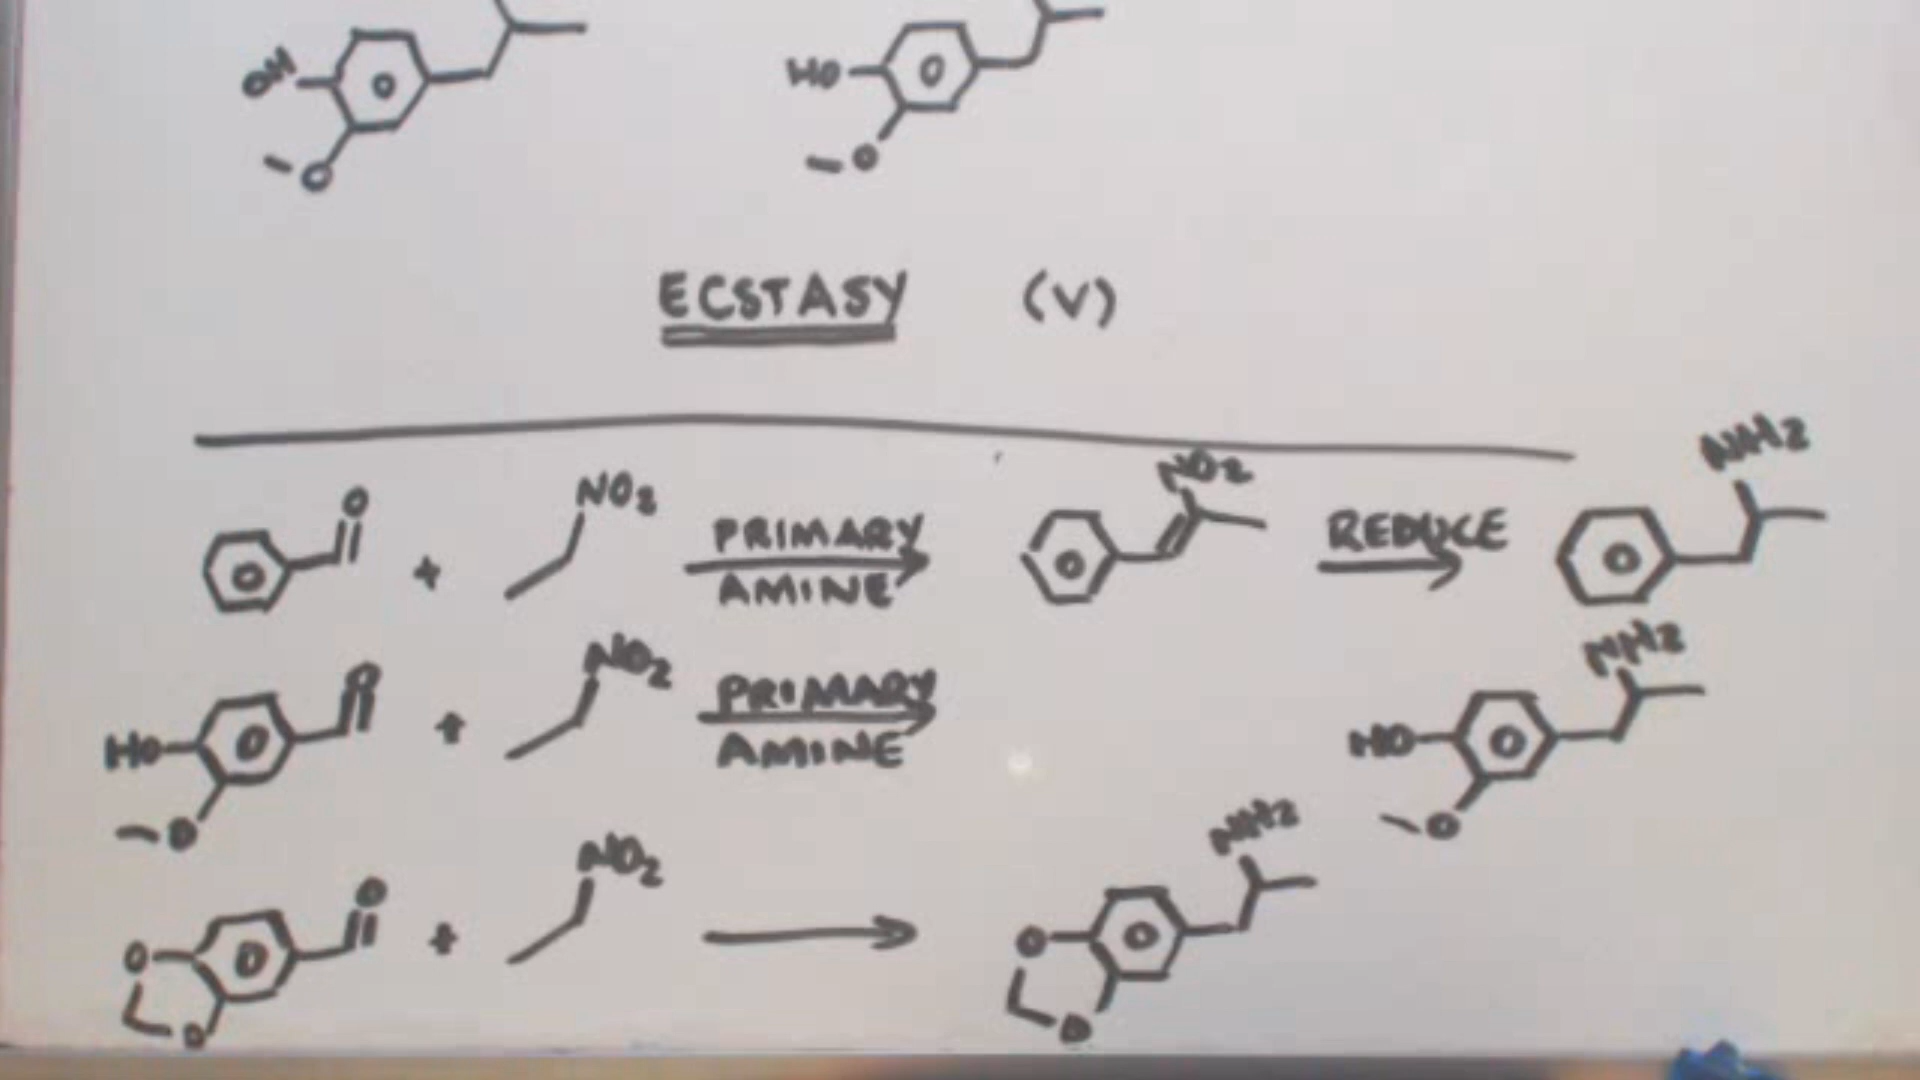 OH
HO
O
O
ECSTASY (V)
O
+
NO2
PRIMARY
AMINE
NO2
REDUCE
NH2
HO
O
O
+
NO2
PRIMARY
AMINE
HO
O
NH2
O
O
O
+
NO2
O
O
NH2